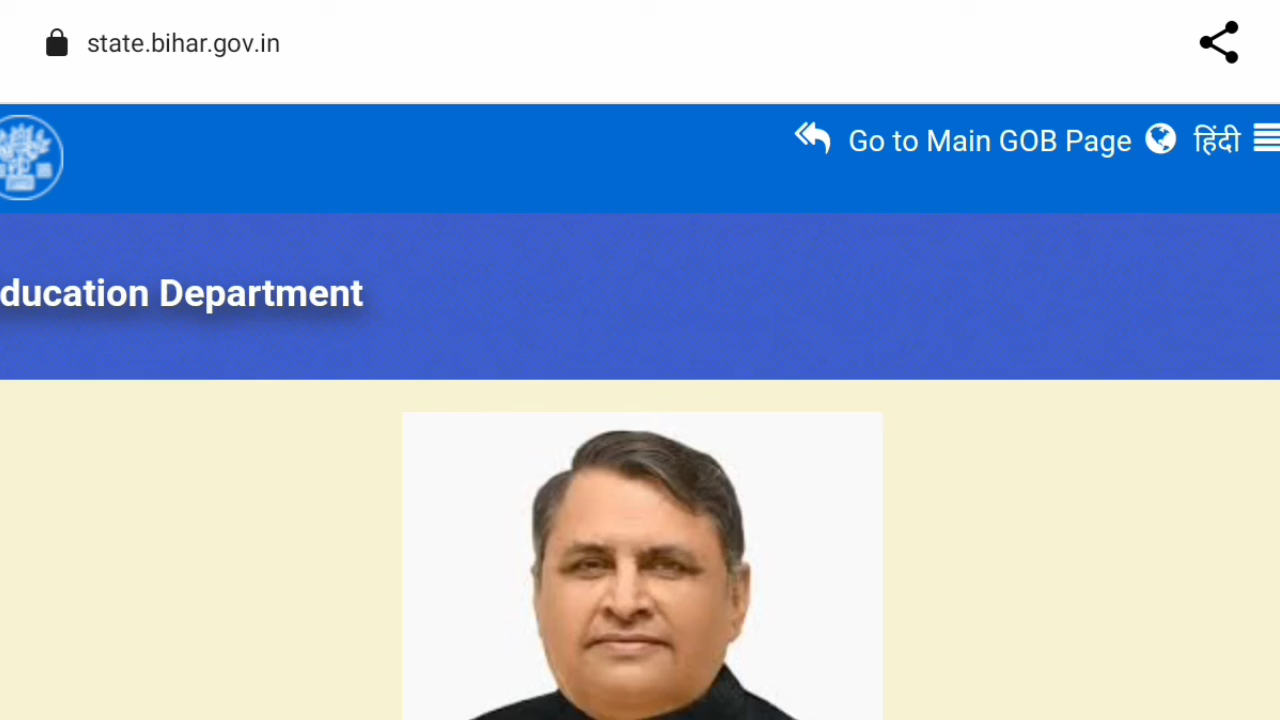 state.bihar.gov.in
Go to Main GOB Page हिंदी
ducation Department